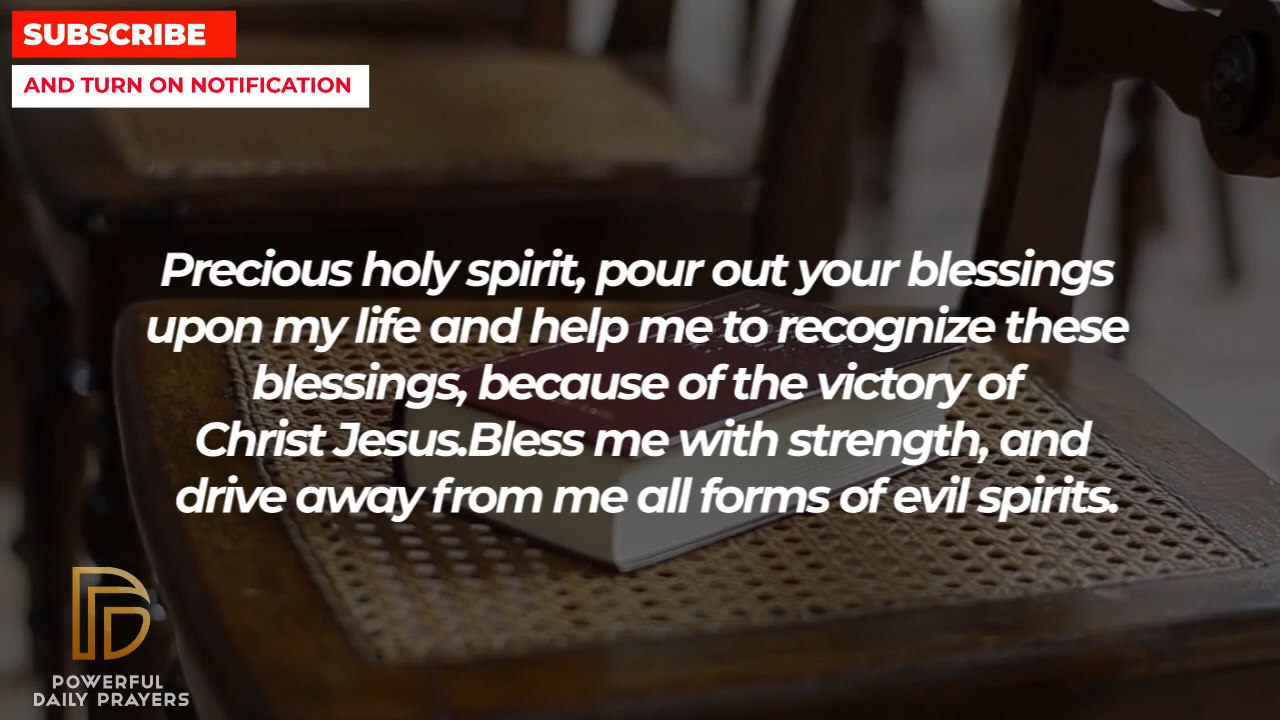 SUBSCRIBE
AND TURN ON NOTIFICATION
Precious holy spirit, pour out your blessings
upon my life and help me to recognize these
blessings, because of the victory of
Christ Jesus.Bless me with strength, and
drive away from me all forms of evil spirits.
POWERFUL
DAILY PRAYERS